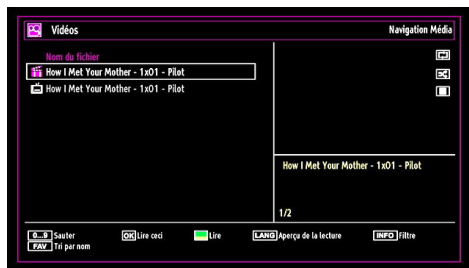 Vidéos
Navigation Média
Nom du fichier
How I Met Your Mother - 1x01 - Pilot
How I Met Your Mother - 1x01 - Pilot
How I Met Your Mother - 1x01 - Pilot
1/2
0...9 Sauter OK Lire ceci Lire LANG Aperçu de la lecture INFO Filtre
FAV Tri par nom